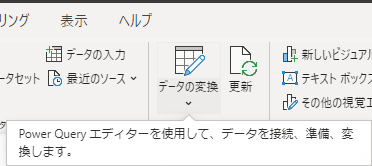 リング 表示 ヘルプ
データの入力
新しいビジュアル
タセット 最近のソース
データの変換 更新
テキスト ボックス
その他の視覚エ
Power Query エディターを使用して、データを接続、準備、変
換します。